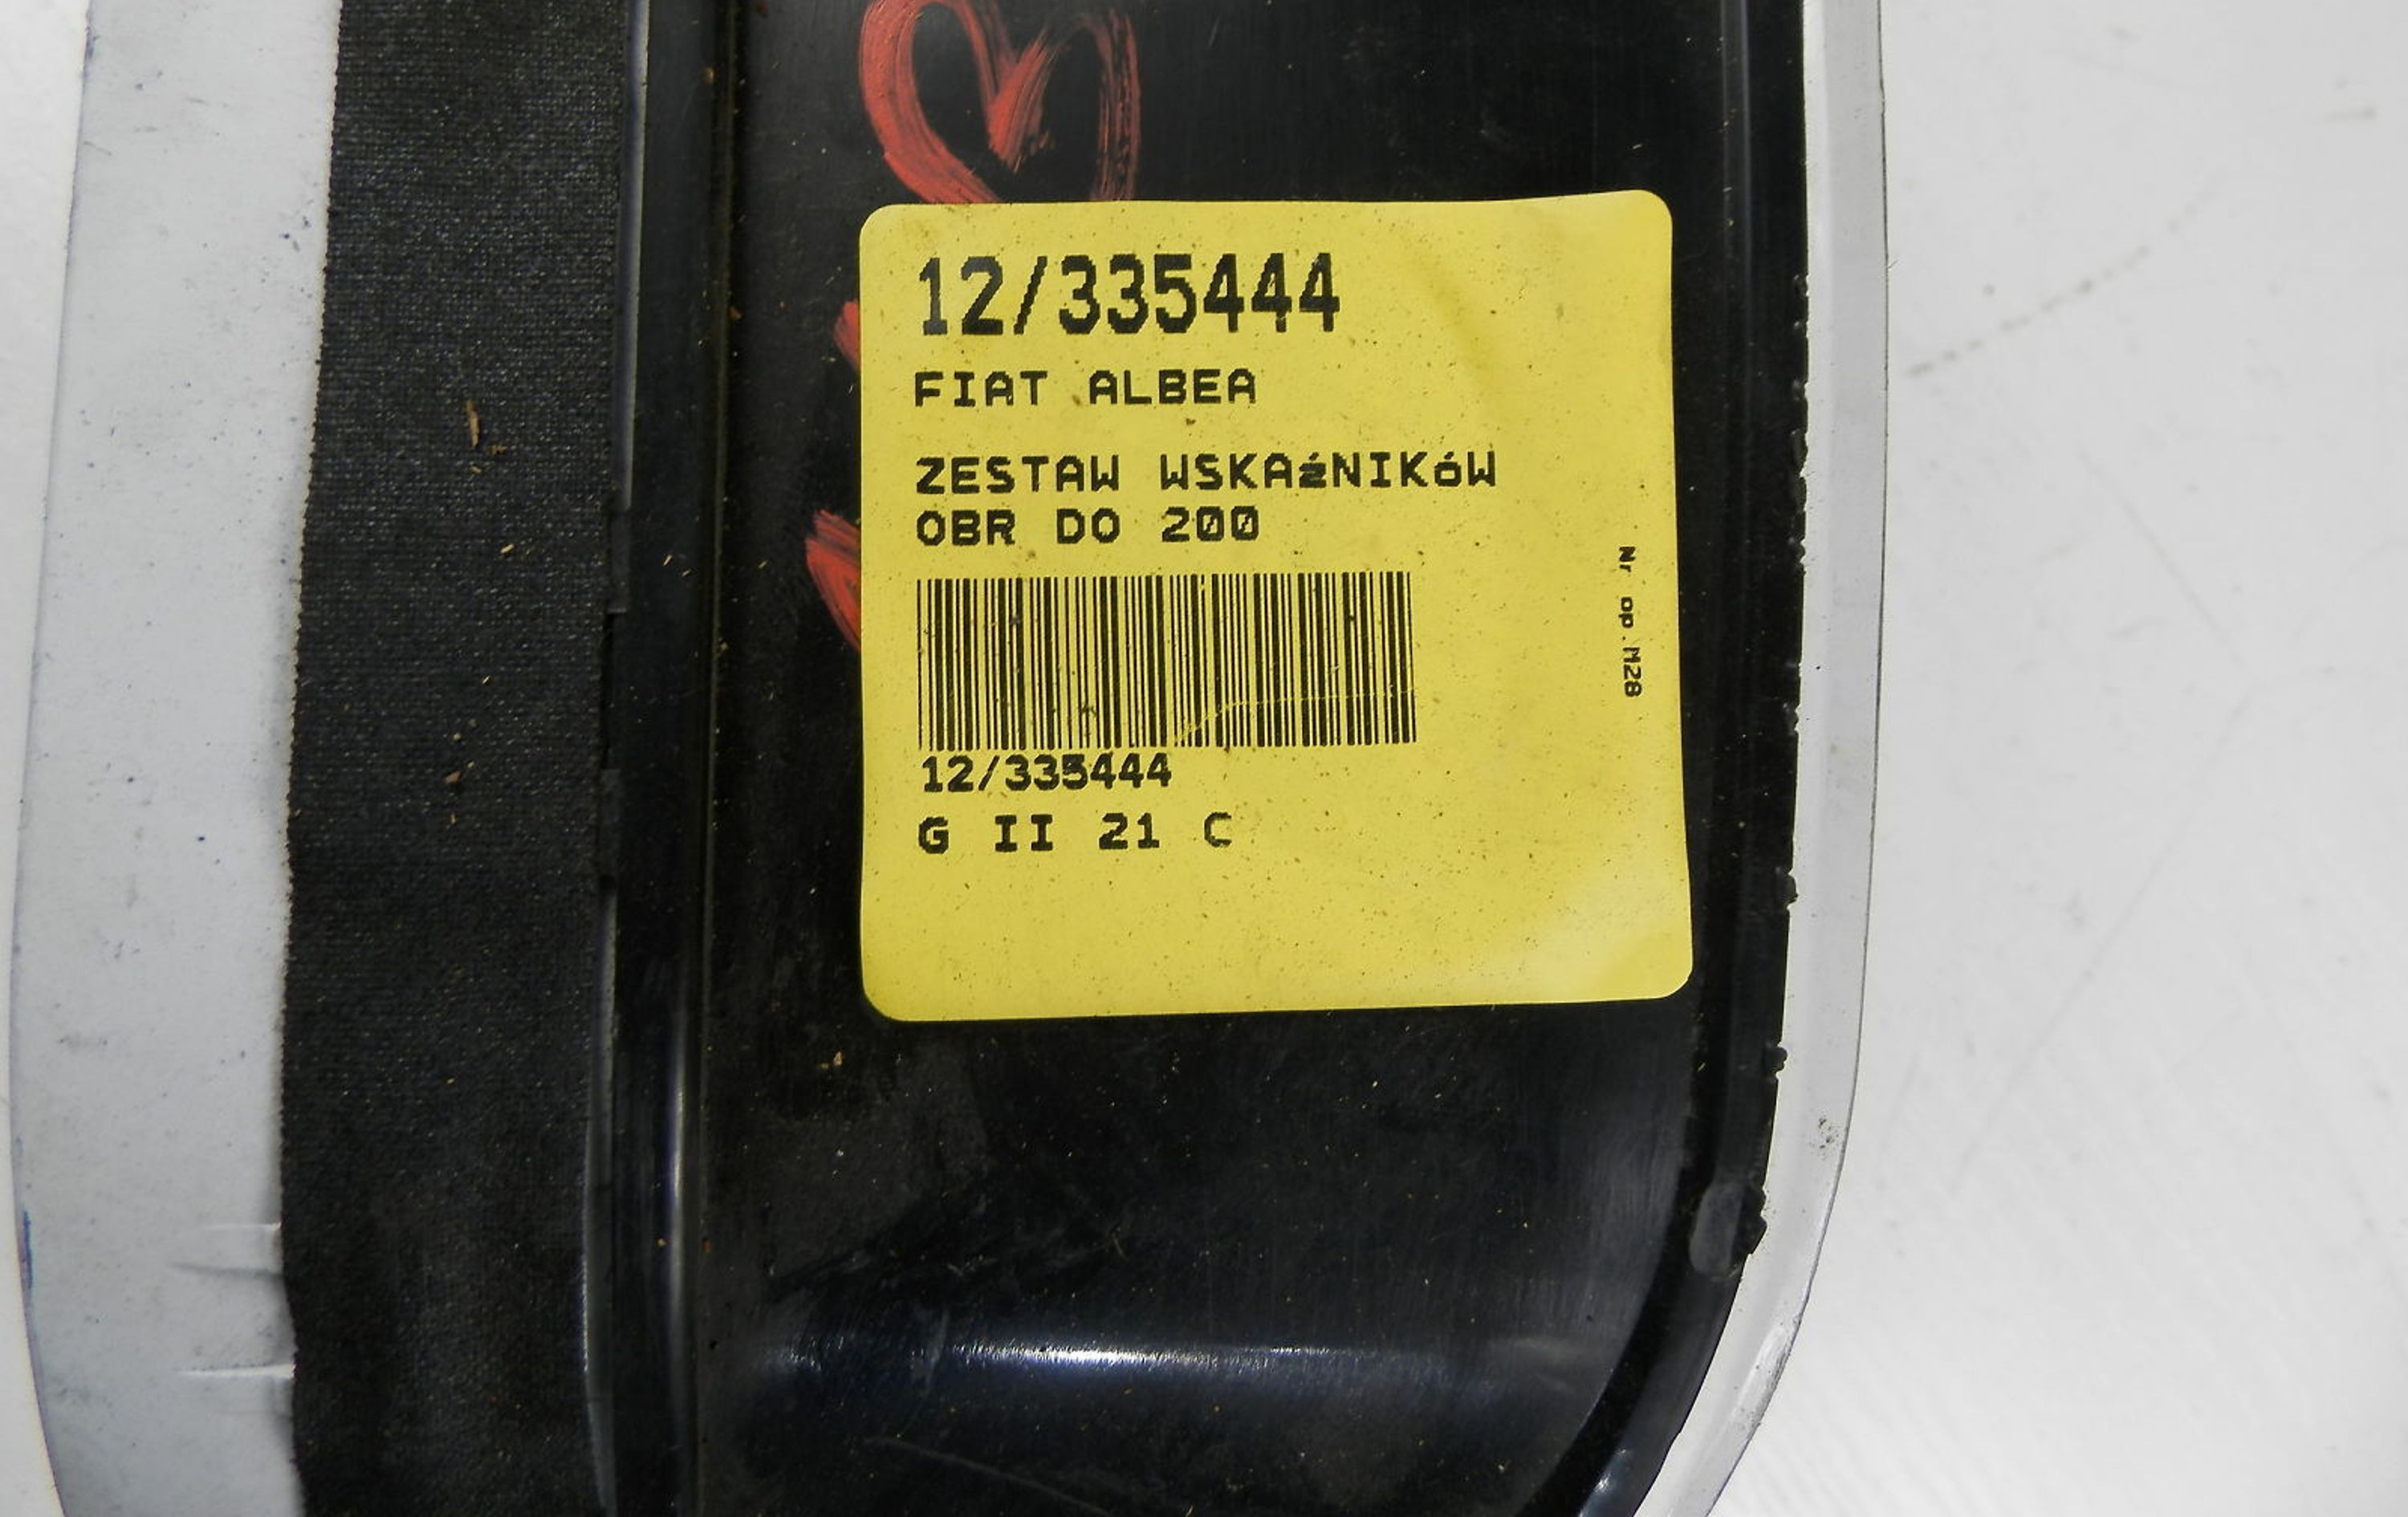 12/335444
FIAT ALBEA
ZESTAW WSKAźNIKóW
OBR DO 200
Nr op.M28
12/335444
G II 21 C